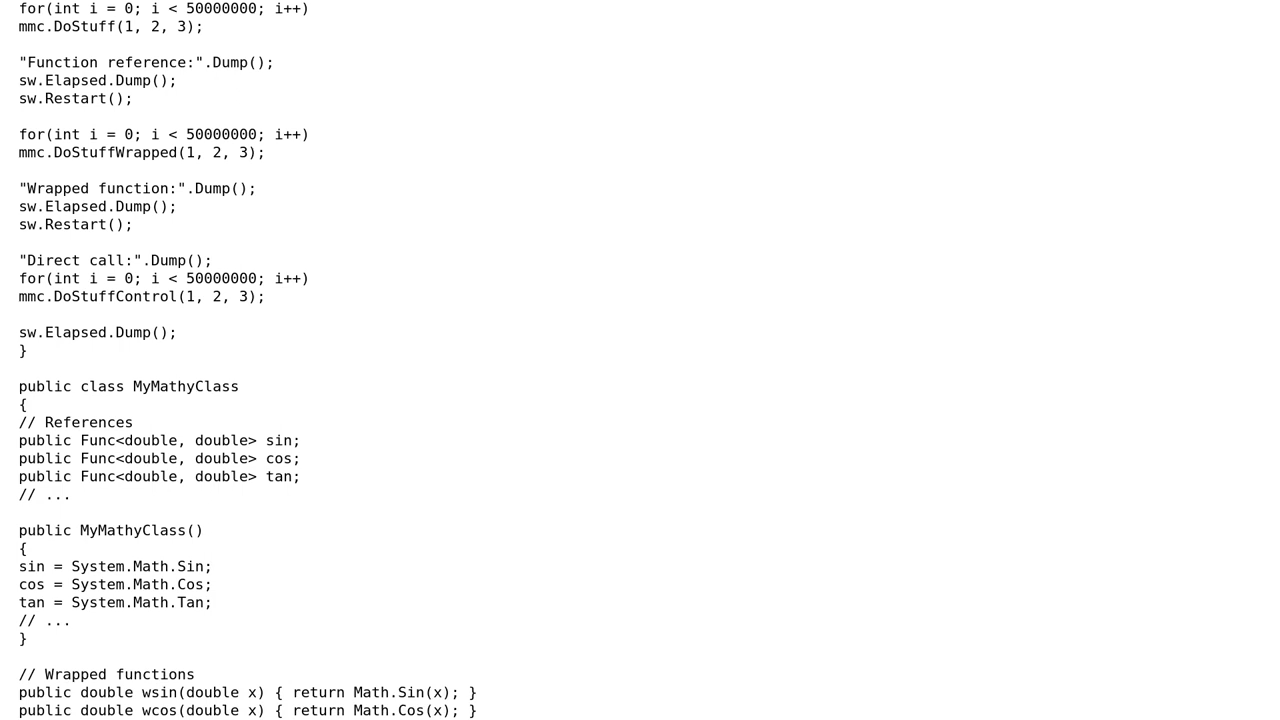 for(int i = 0; i < 50000000; i++)
mmc.DoStuff(1, 2, 3);

"Function reference:".Dump();
sw.Elapsed.Dump();
sw.Restart();

for(int i = 0; i < 50000000; i++)
mmc.DoStuffWrapped(1, 2, 3);

"Wrapped function:".Dump();
sw.Elapsed.Dump();
sw.Restart();

"Direct call:".Dump();
for(int i = 0; i < 50000000; i++)
mmc.DoStuffControl(1, 2, 3);

sw.Elapsed.Dump();
}

public class MyMathyClass
{
// References
public Func<double, double> sin;
public Func<double, double> cos;
public Func<double, double> tan;
// ...

public MyMathyClass()
{
sin = System.Math.Sin;
cos = System.Math.Cos;
tan = System.Math.Tan;
// ...
}

// Wrapped functions
public double wsin(double x) { return Math.Sin(x); }
public double wcos(double x) { return Math.Cos(x); }